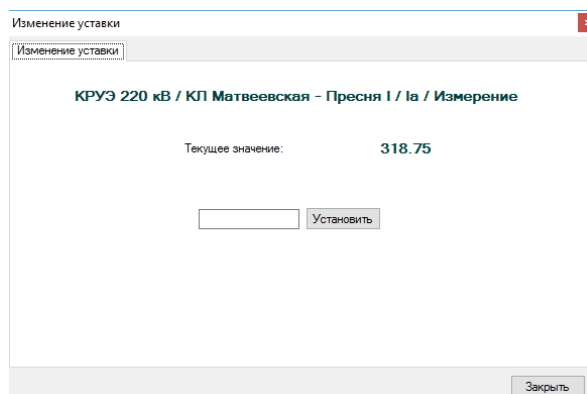 Изменение уставки
Изменение уставки
КРУЭ 220 кВ / КЛ Матвеевская - Пресня I / Ia / Измерение
Текущее значение: 318.75
Установить
Закрыть